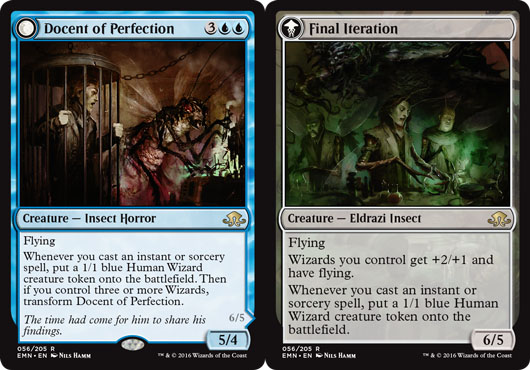 Docent of Perfection 3
Creature — Insect Horror
Flying
Whenever you cast an instant or sorcery
spell, put a 1/1 blue Human Wizard
creature token onto the battlefield. Then
if you control three or more Wizards,
transform Docent of Perfection.
The time had come for him to share his
findings.
6/5
5/4
056/205 R
EMN • EN Nils Hamm
™ & © 2016 Wizards of the Coast
Final Iteration
Creature — Eldrazi Insect
Flying
Wizards you control get +2/+1 and
have flying.
Whenever you cast an instant or
sorcery spell, put a 1/1 blue Human
Wizard creature token onto the
battlefield.
6/5
056/205 R
EMN • EN Nils Hamm
™ & © 2016 Wizards of the Coast